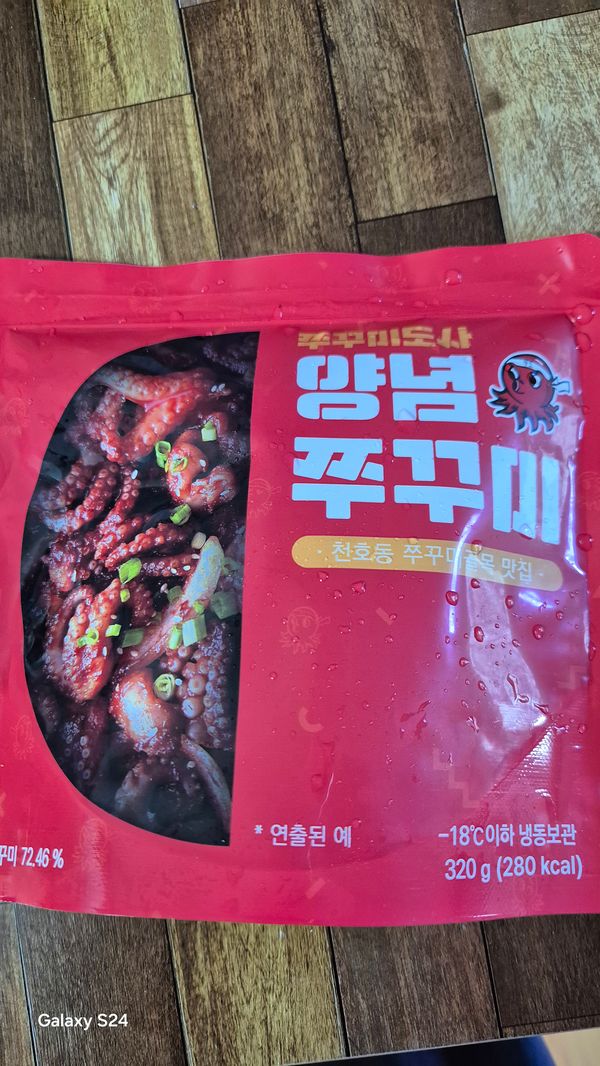 쭈꾸미도사
양념
쭈꾸미
· 천호동 쭈꾸미골목 맛집 ·
* 연출된 예
-18℃이하 냉동보관
꾸미 72.46 %
320 g (280 kcal)
Galaxy S24